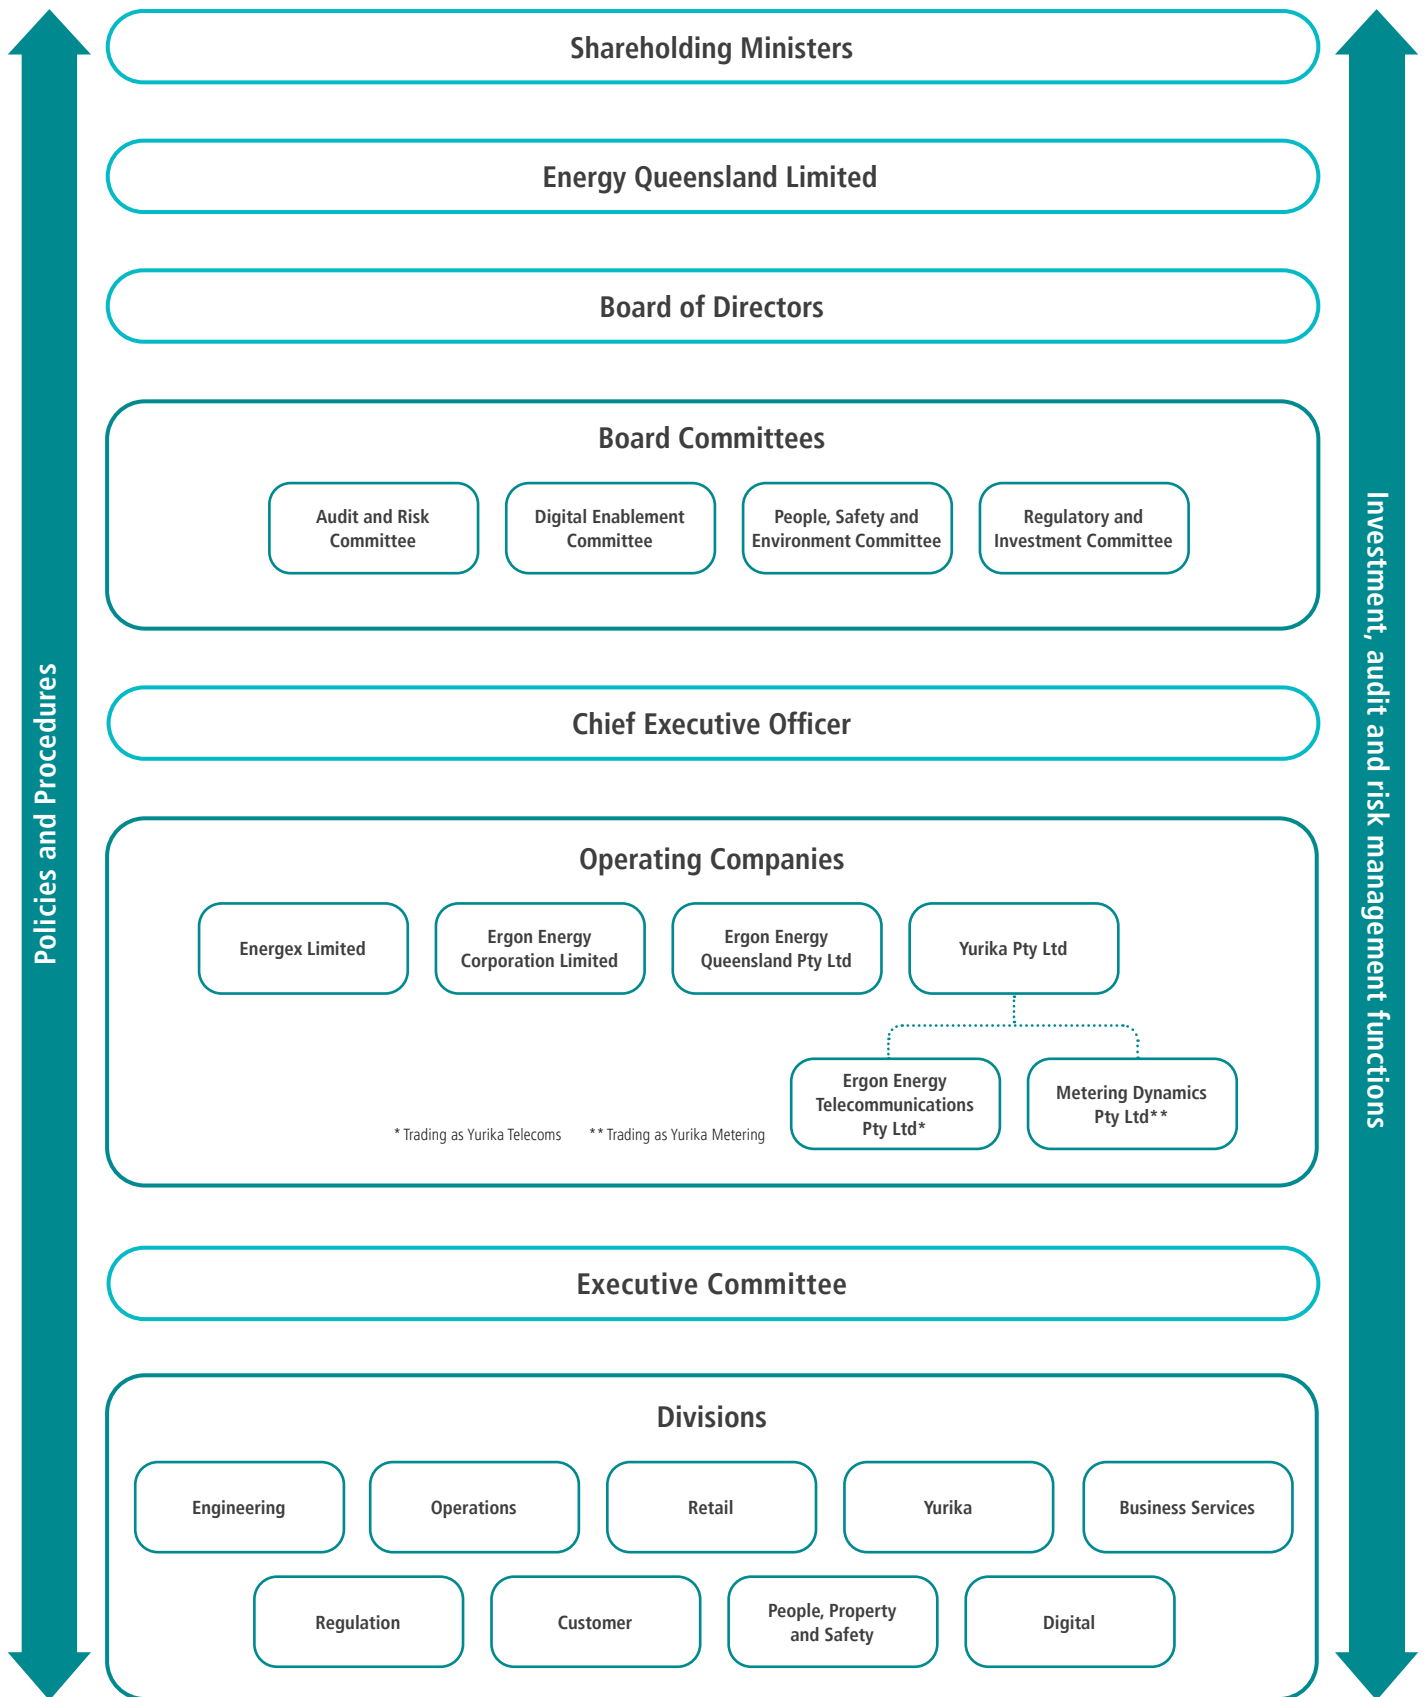 Shareholding Ministers
Energy Queensland Limited
Board of Directors
Board Committees
Audit and Risk
Committee
Digital Enablement
Committee
People, Safety and
Environment Committee
Regulatory and
Investment Committee
Chief Executive Officer
Operating Companies
Energex Limited
Ergon Energy
Corporation Limited
Ergon Energy
Queensland Pty Ltd
Yurika Pty Ltd
Ergon Energy
Telecommunications
Pty Ltd*
Metering Dynamics
Pty Ltd**
* Trading as Yurika Telecoms
** Trading as Yurika Metering
Executive Committee
Divisions
Engineering
Operations
Retail
Yurika
Business Services
Regulation
Customer
People, Property
and Safety
Digital
Policies and Procedures
Investment, audit and risk management functions